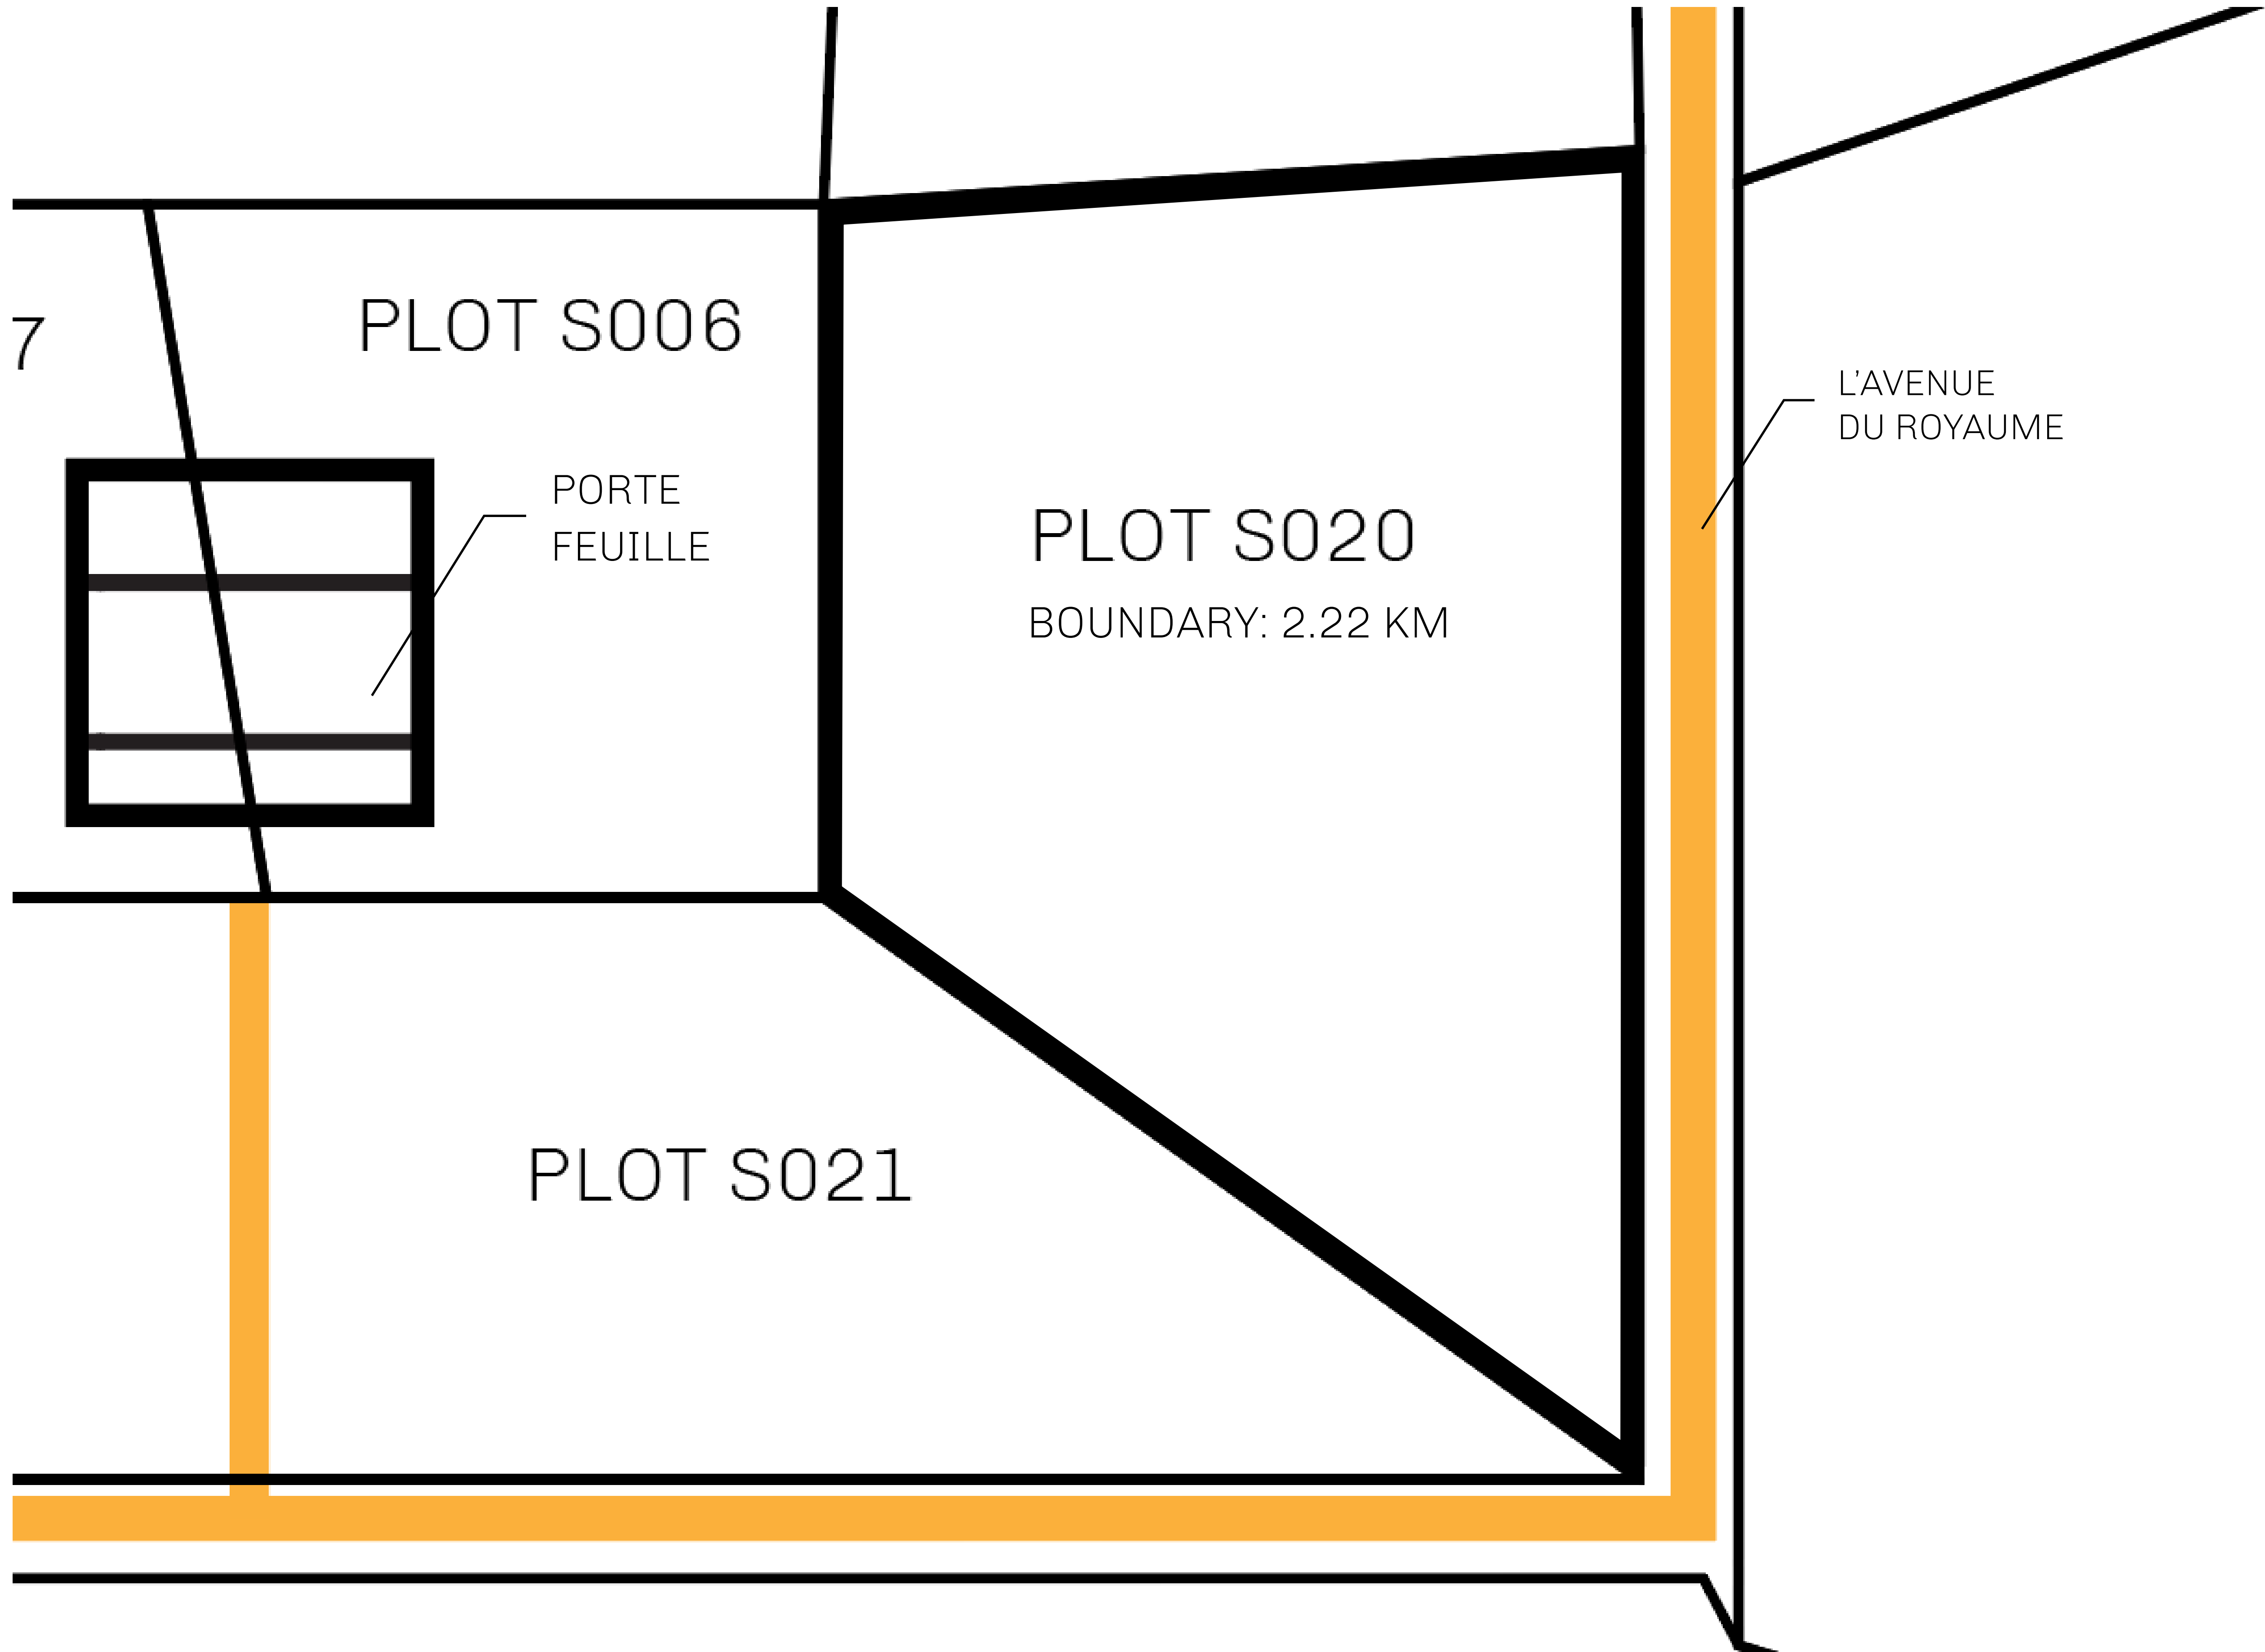 PLOT S006
7
PORTE
FEUILLE
PLOT S020
BOUNDARY: 2.22 KM
L'AVENUE
DU ROYAUME
PLOT S021